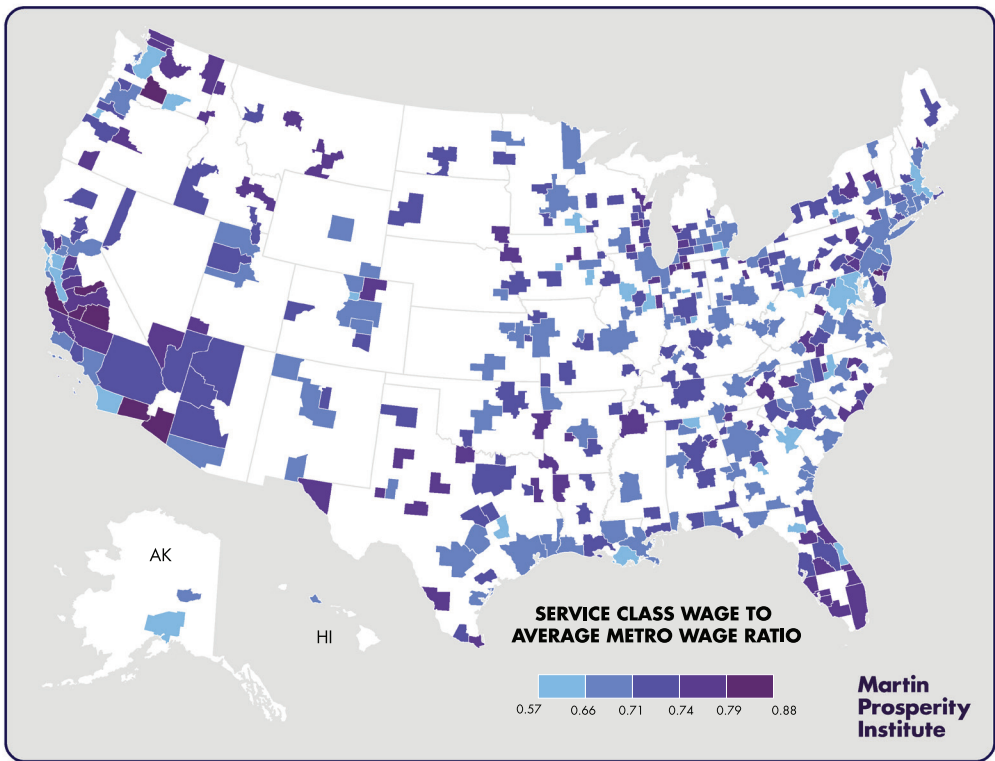 AK
HI
SERVICE CLASS WAGE TO
AVERAGE METRO WAGE RATIO
0.57 0.66 0.71 0.74 0.79 0.88
Martin
Prosperity
Institute